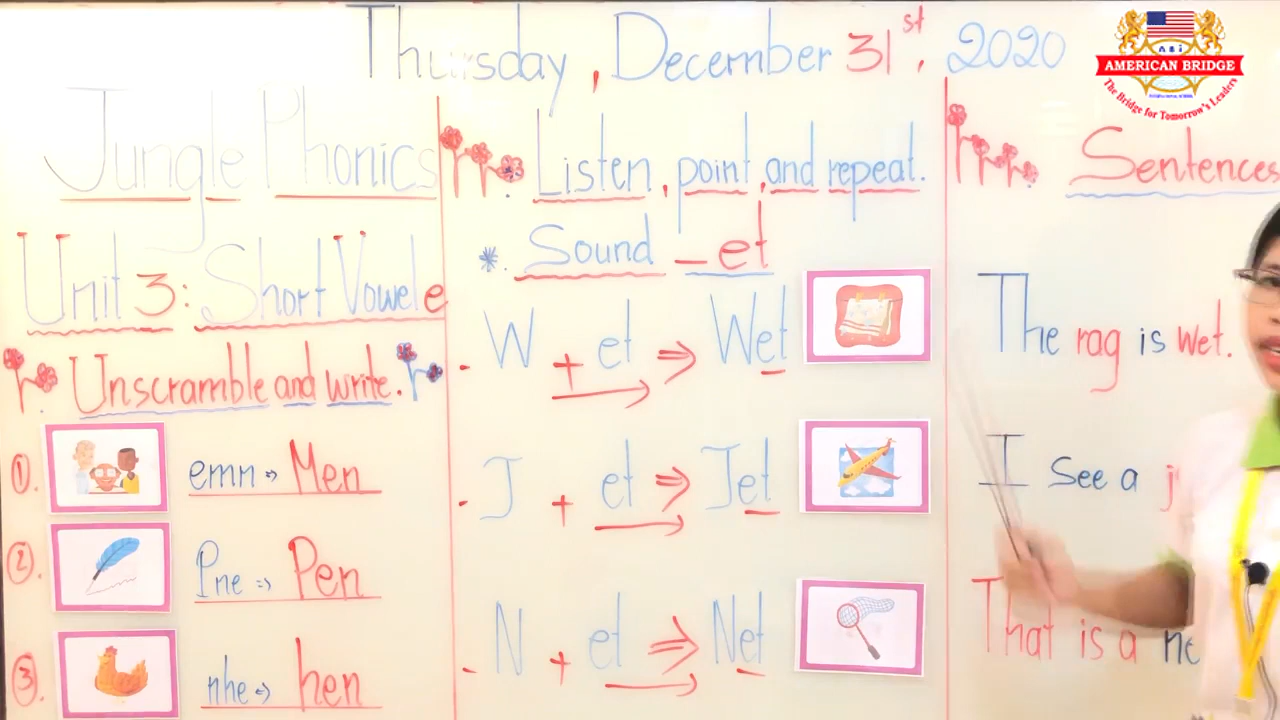 Thursday, December 31st, 2020
AMERICAN BRIDGE
The Bridge for Tomorrow's Leaders
Jungle Phonics
Unit 3: Short Vowel e
Unscramble and write.
1. emn => Men
2. Pne => Pen
3. nhe => hen
Listen, point, and repeat.
* Sound _et
- W + et => Wet
- J + et => Jet
- N + et => Net
Sentences
The rag is wet.
I See a j
That is a ne